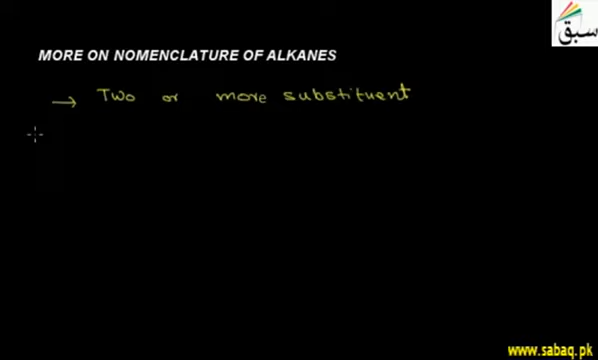 سبق
MORE ON NOMENCLATURE OF ALKANES
→ Two or more substituent
www.sabaq.pk